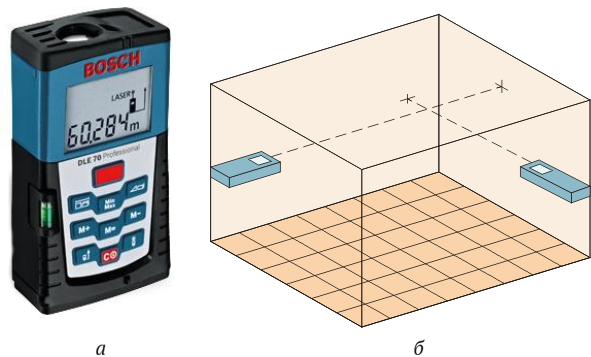 BOSCH
LASER
60.284m
DLE 70 Professional
Min
Max
M-
M+
M=
C
а
б